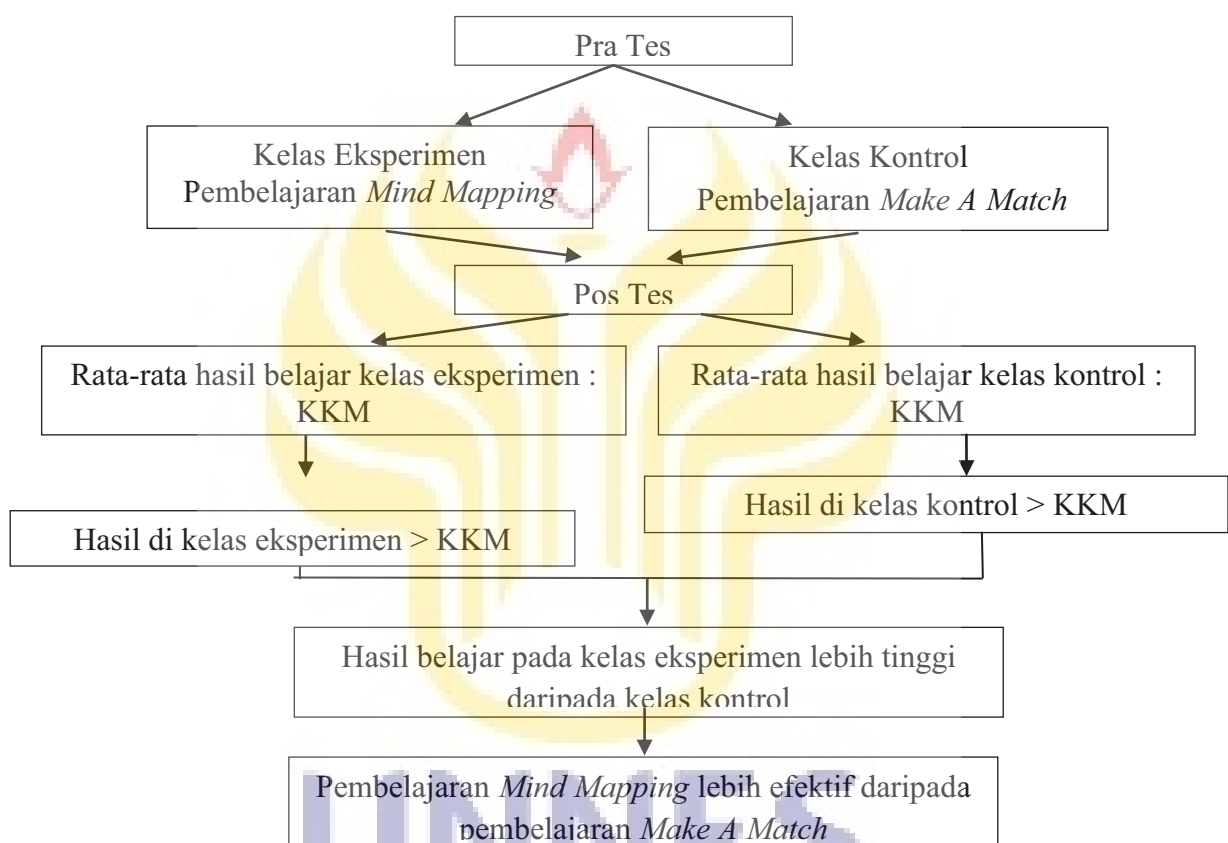 Pra Tes
Kelas Eksperimen
Pembelajaran Mind Mapping
Kelas Kontrol
Pembelajaran Make A Match
Pos Tes
Rata-rata hasil belajar kelas eksperimen :
KKM
Rata-rata hasil belajar kelas kontrol :
KKM
Hasil di kelas eksperimen > KKM
Hasil di kelas kontrol > KKM
Hasil belajar pada kelas eksperimen lebih tinggi
daripada kelas kontrol
Pembelajaran Mind Mapping lebih efektif daripada
pembelajaran Make A Match
UNNES